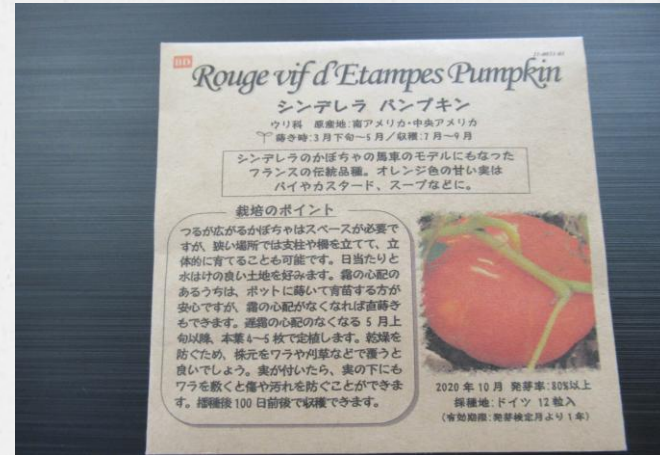 BD
Rouge vif d'Etampes Pumpkin
シンデレラ パンプキン
ウリ科 原産地:南アメリカ・中央アメリカ
蒔き時:3月下旬〜5月/収穫:7月〜9月
シンデレラのかぼちゃの馬車のモデルにもなった
フランスの伝統品種。オレンジ色の甘い実は
パイやカスタード、スープなどに。
栽培のポイント
つるが広がるかぼちゃはスペースが必要で
すが、狭い場所では支柱や柵を立てて、立
体的に育てることも可能です。日当たりと
水はけの良い土地を好みます。霜の心配の
あるうちは、ポットに蒔いて育苗する方が
安心ですが、霜の心配がなくなれば直蒔き
もできます。遅霜の心配のなくなる 5 月上
旬以降、本葉4〜5 枚で定植します。乾燥を
防ぐため、株元をワラや刈草などで覆うと
良いでしょう。実が付いたら、実の下にも
ワラを敷くと傷や汚れを防ぐことができま
す。播種後 100 日前後で収穫できます。
2020 年 10 月 発芽率:80%以上
採種地:ドイツ 12 粒入
(有効期限:発芽検定月より 1 年)